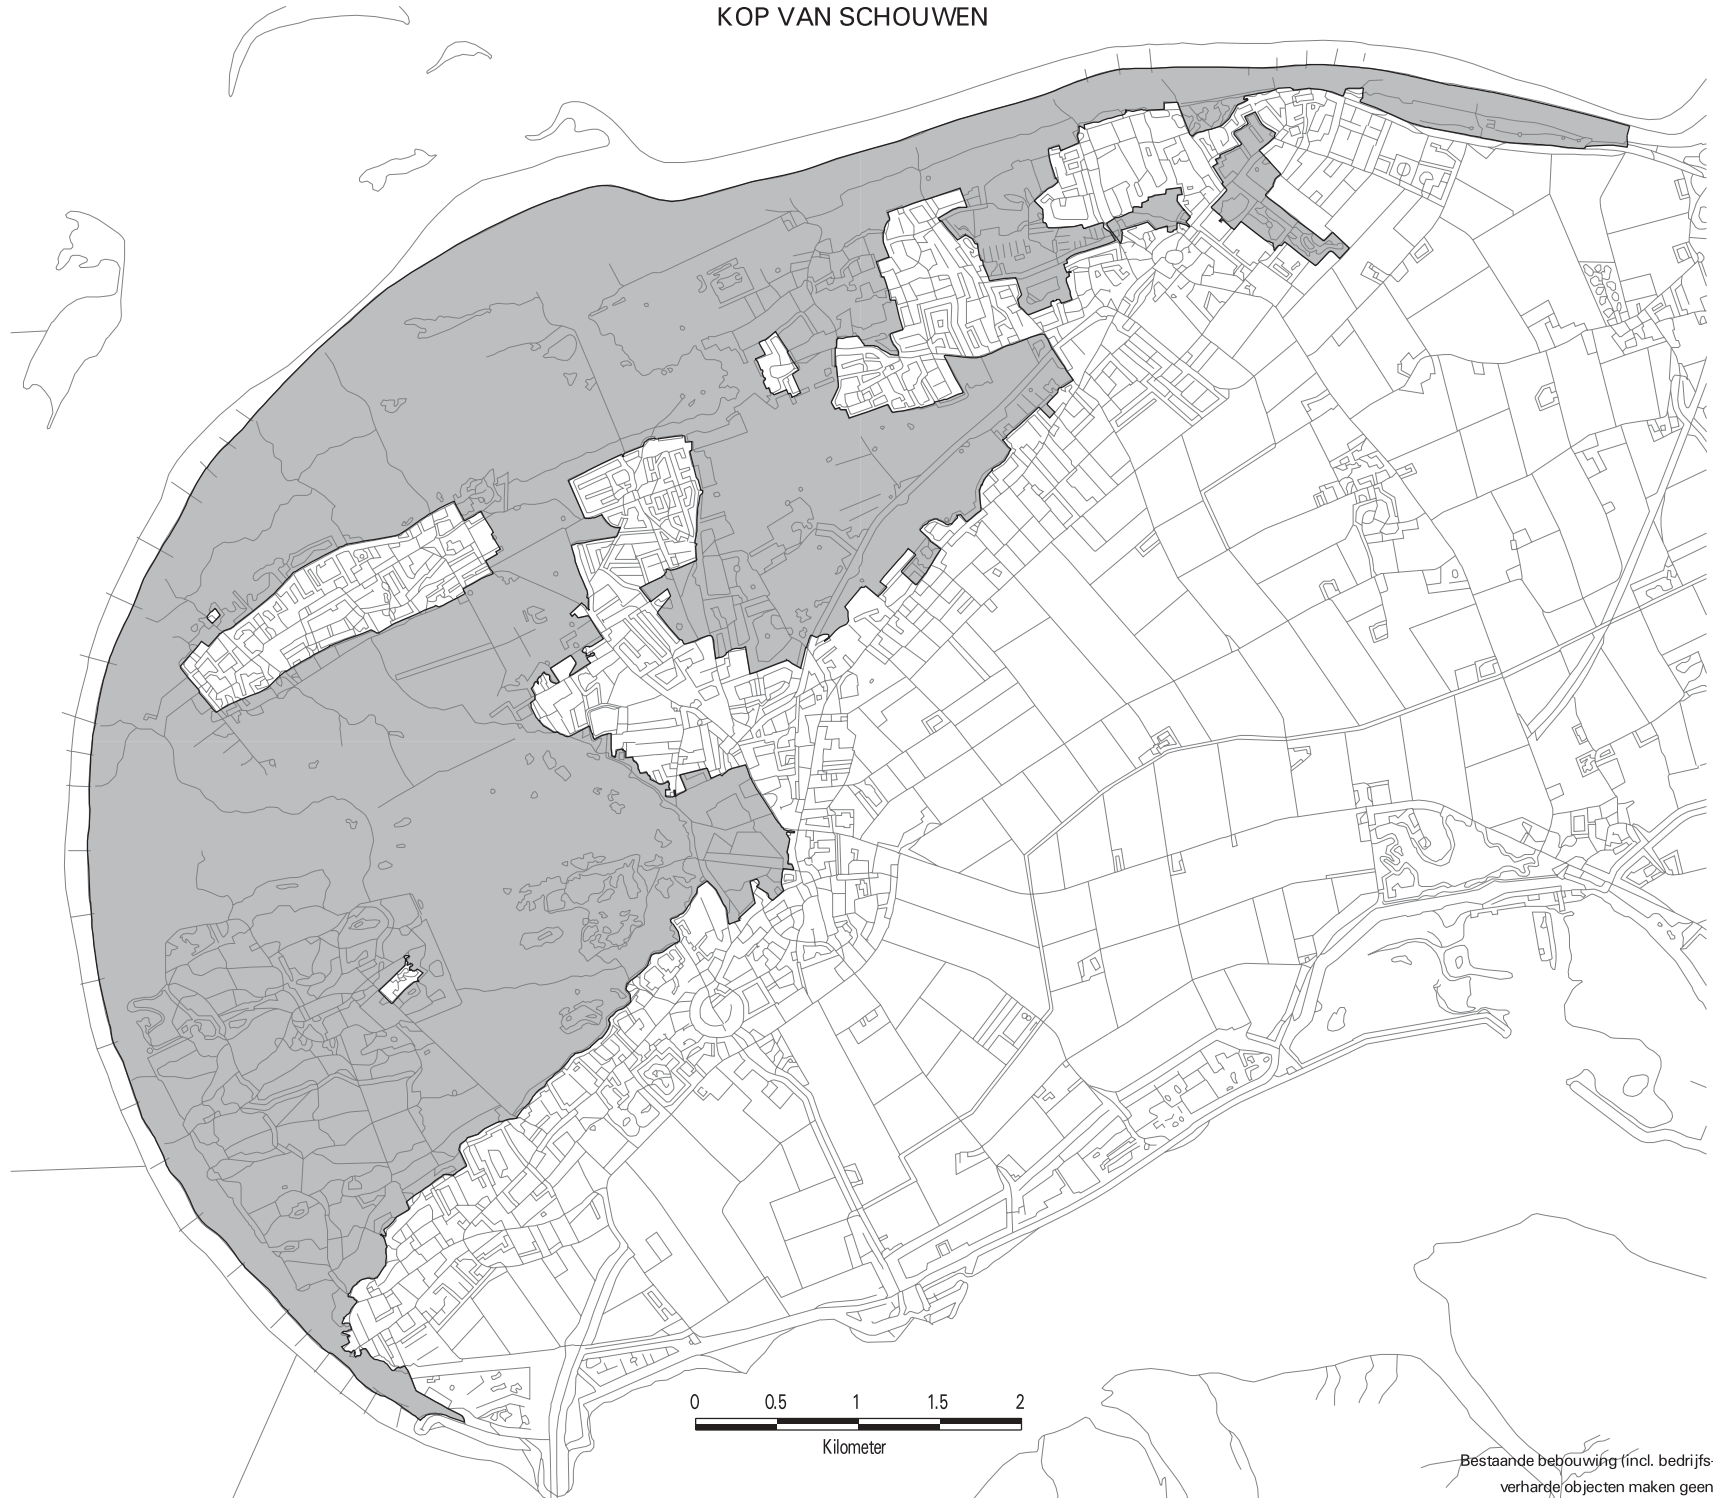 KOP VAN SCHOUWEN
0 0.5 1 1.5 2
Kilometer
Bestaande bebouwing (incl. bedrijfs-
verharde objecten maken geen